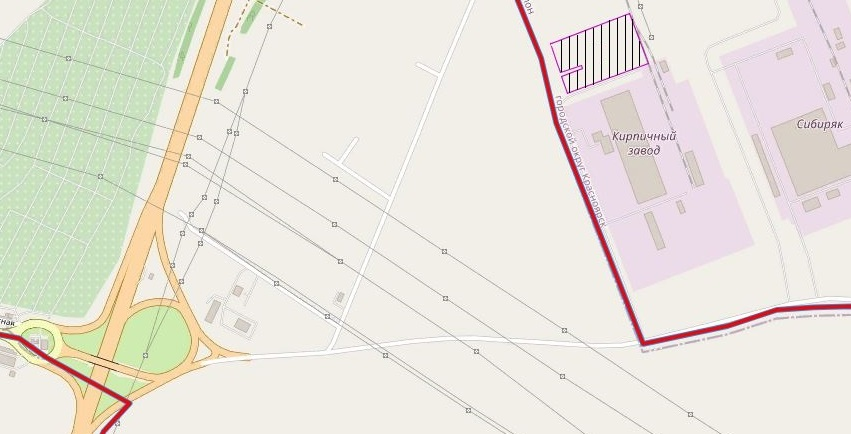 Сибиряк
Кирпичный
завод
городской округ Красноярск